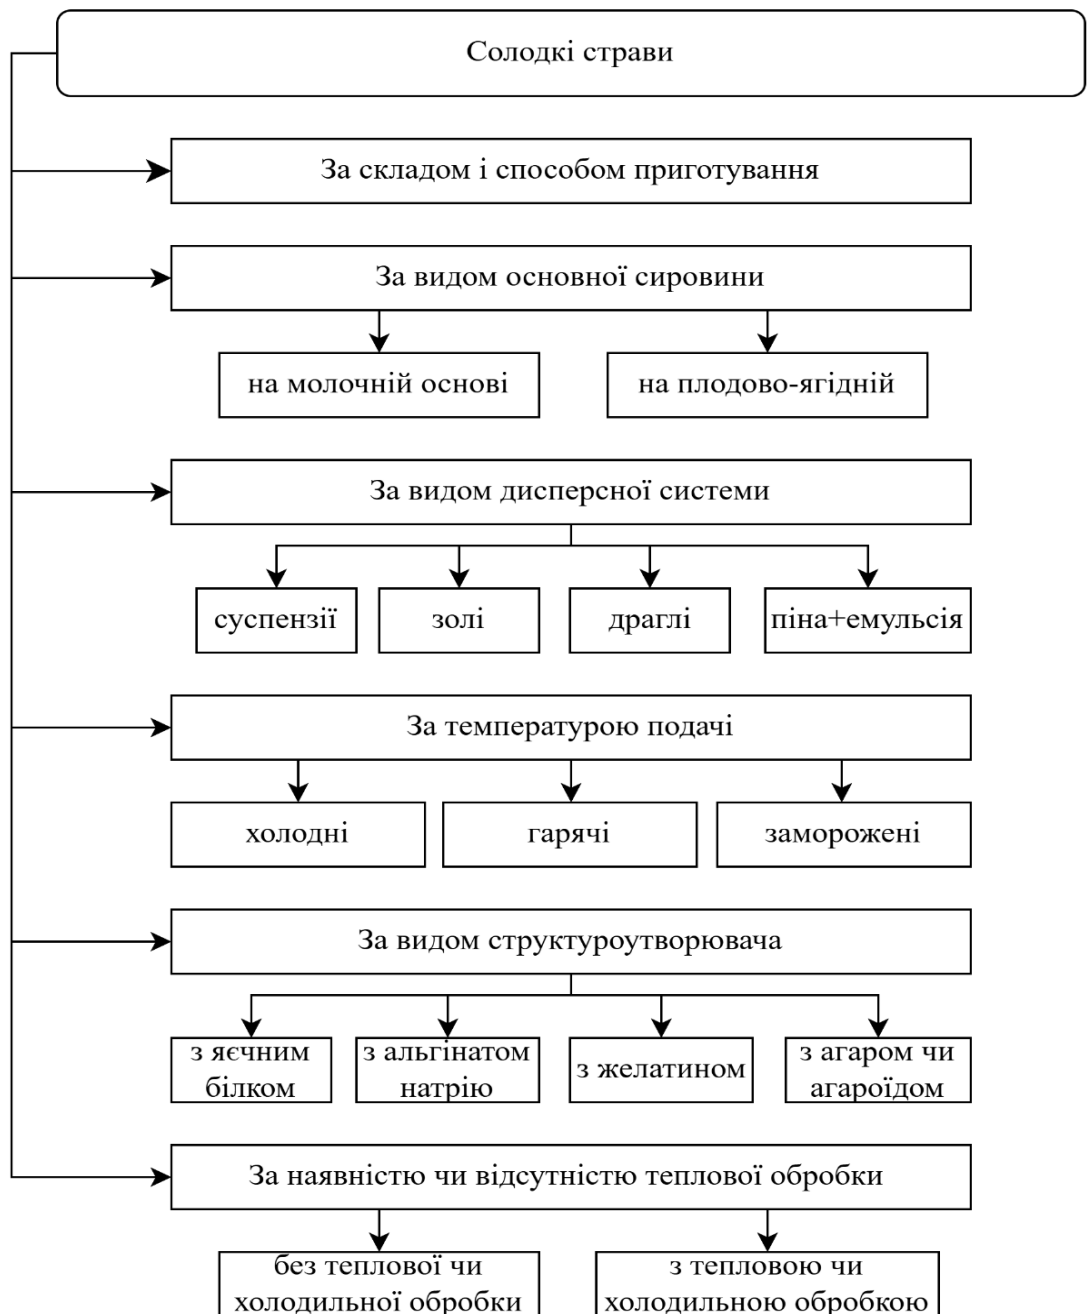 Солодкі страви
За складом і способом приготування
За видом основної сировини
на молочній основі
на плодово-ягідній
За видом дисперсної системи
суспензії
золі
драглі
піна+емульсія
За температурою подачі
холодні
гарячі
заморожені
За видом структуроутворювача
з яєчним
білком
з альгінатом
натрію
з желатином
з агаром чи
агароїдом
За наявністю чи відсутністю теплової обробки
без теплової чи
холодильної обробки
з тепловою чи
холодильною обробкою